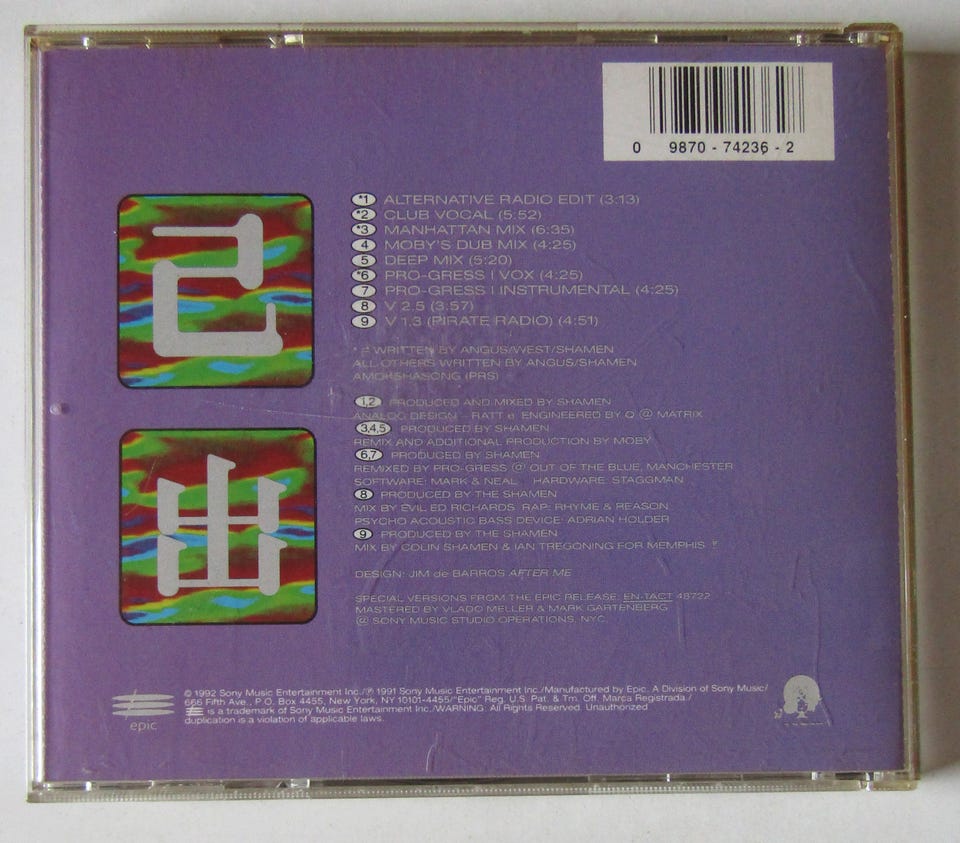 0 9870 - 74236 - 2
*1 ALTERNATIVE RADIO EDIT (3:13)
*2 CLUB VOCAL (5:52)
*3 MANHATTAN MIX (6:35)
4 MOBY'S DUB MIX (4:25)
5 DEEP MIX (5:20)
*6 PRO-GRESS I VOX (4:25)
7 PRO-GRESS I INSTRUMENTAL (4:25)
8 V 2.5 (3:57)
9 V 1.3 (PIRATE RADIO) (4:51)
己
出
WRITTEN BY ANGUS/WEST/SHAMEN
ALL OTHERS WRITTEN BY ANGUS/SHAMEN
AMOKSHASONG (PRS)
1,2 PRODUCED AND MIXED BY SHAMEN
ANALOG DESIGN – RATT e ENGINEERED BY Q @ MATRIX
3,4,5 PRODUCED BY SHAMEN
REMIX AND ADDITIONAL PRODUCTION BY MOBY
6,7 PRODUCED BY SHAMEN
REMIXED BY PRO-GRESS @ OUT OF THE BLUE, MANCHESTER
SOFTWARE: MARK & NEAL HARDWARE: STAGGMAN
8 PRODUCED BY THE SHAMEN
MIX BY EVIL ED RICHARDS RAP: RHYME & REASON
PSYCHO ACOUSTIC BASS DEVICE: ADRIAN HOLDER
9 PRODUCED BY THE SHAMEN
MIX BY COLIN SHAMEN & IAN TREGONING FOR MEMPHIS
DESIGN: JIM de BARROS AFTER ME
SPECIAL VERSIONS FROM THE EPIC RELEASE: EN-TACT 48722
MASTERED BY VLADO MELLER & MARK GARTENBERG
@ SONY MUSIC STUDIO OPERATIONS, NYC.
epic
© 1992 Sony Music Entertainment Inc./℗ 1991 Sony Music Entertainment Inc./Manufactured by Epic. A Division of Sony Music/
666 Fifth Ave., P.O. Box 4455, New York, NY 10101-4455/"Epic" Reg. U.S. Pat. & Tm. Off. Marca Registrada./
is a trademark of Sony Music Entertainment Inc./WARNING: All Rights Reserved. Unauthorized
duplication is a violation of applicable laws.